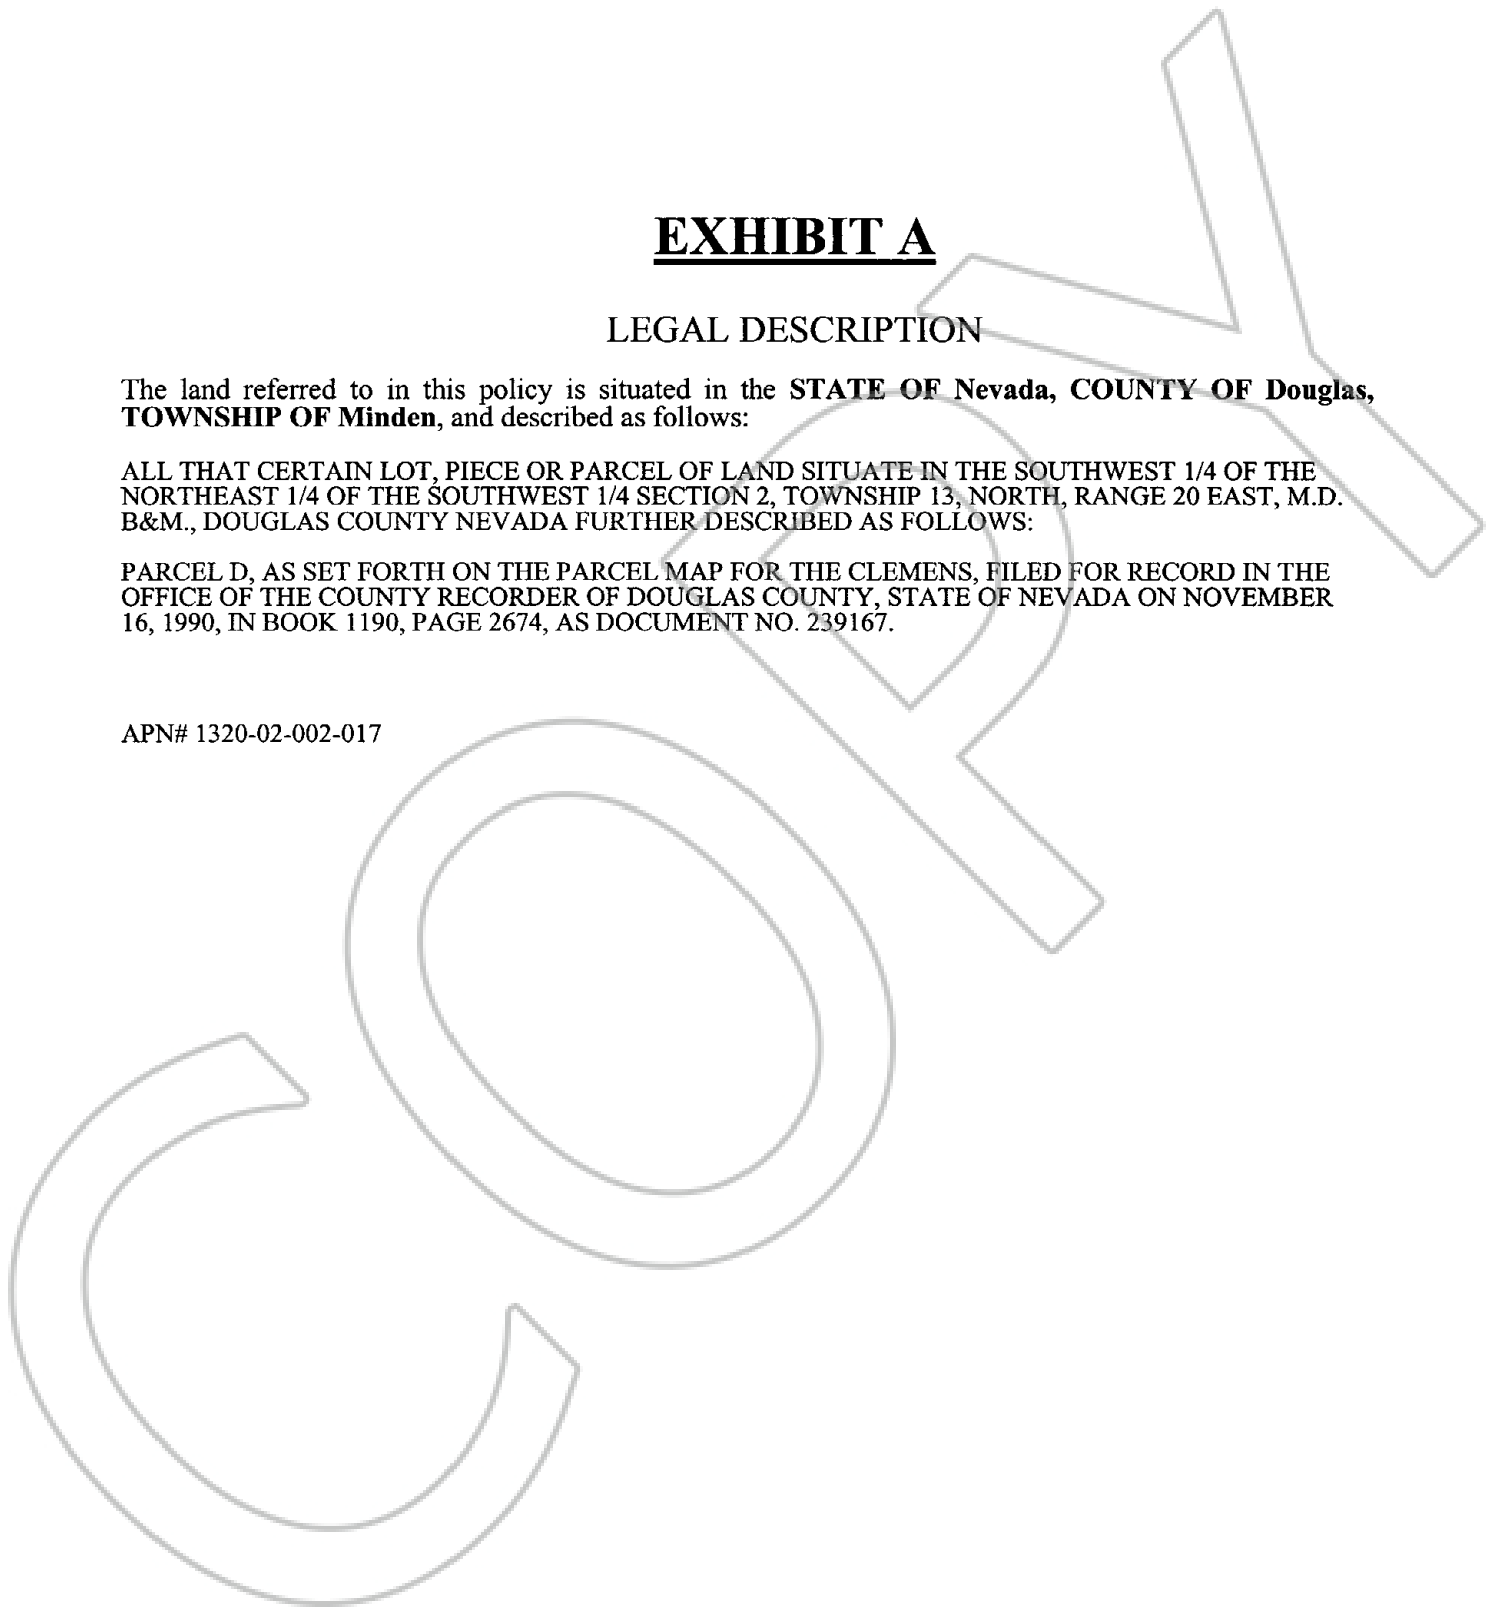 EXHIBIT A
LEGAL DESCRIPTION
The land referred to in this policy is situated in the STATE OF Nevada, COUNTY OF Douglas,
TOWNSHIP OF Minden, and described as follows:
ALL THAT CERTAIN LOT, PIECE OR PARCEL OF LAND SITUATE IN THE SOUTHWEST 1/4 OF THE
NORTHEAST 1/4 OF THE SOUTHWEST 1/4 SECTION 2, TOWNSHIP 13, NORTH, RANGE 20 EAST, M.D.
B&M., DOUGLAS COUNTY NEVADA FURTHER DESCRIBED AS FOLLOWS:
PARCEL D, AS SET FORTH ON THE PARCEL MAP FOR THE CLEMENS, FILED FOR RECORD IN THE
OFFICE OF THE COUNTY RECORDER OF DOUGLAS COUNTY, STATE OF NEVADA ON NOVEMBER
16, 1990, IN BOOK 1190, PAGE 2674, AS DOCUMENT NO. 239167.
APN# 1320-02-002-017
COPY